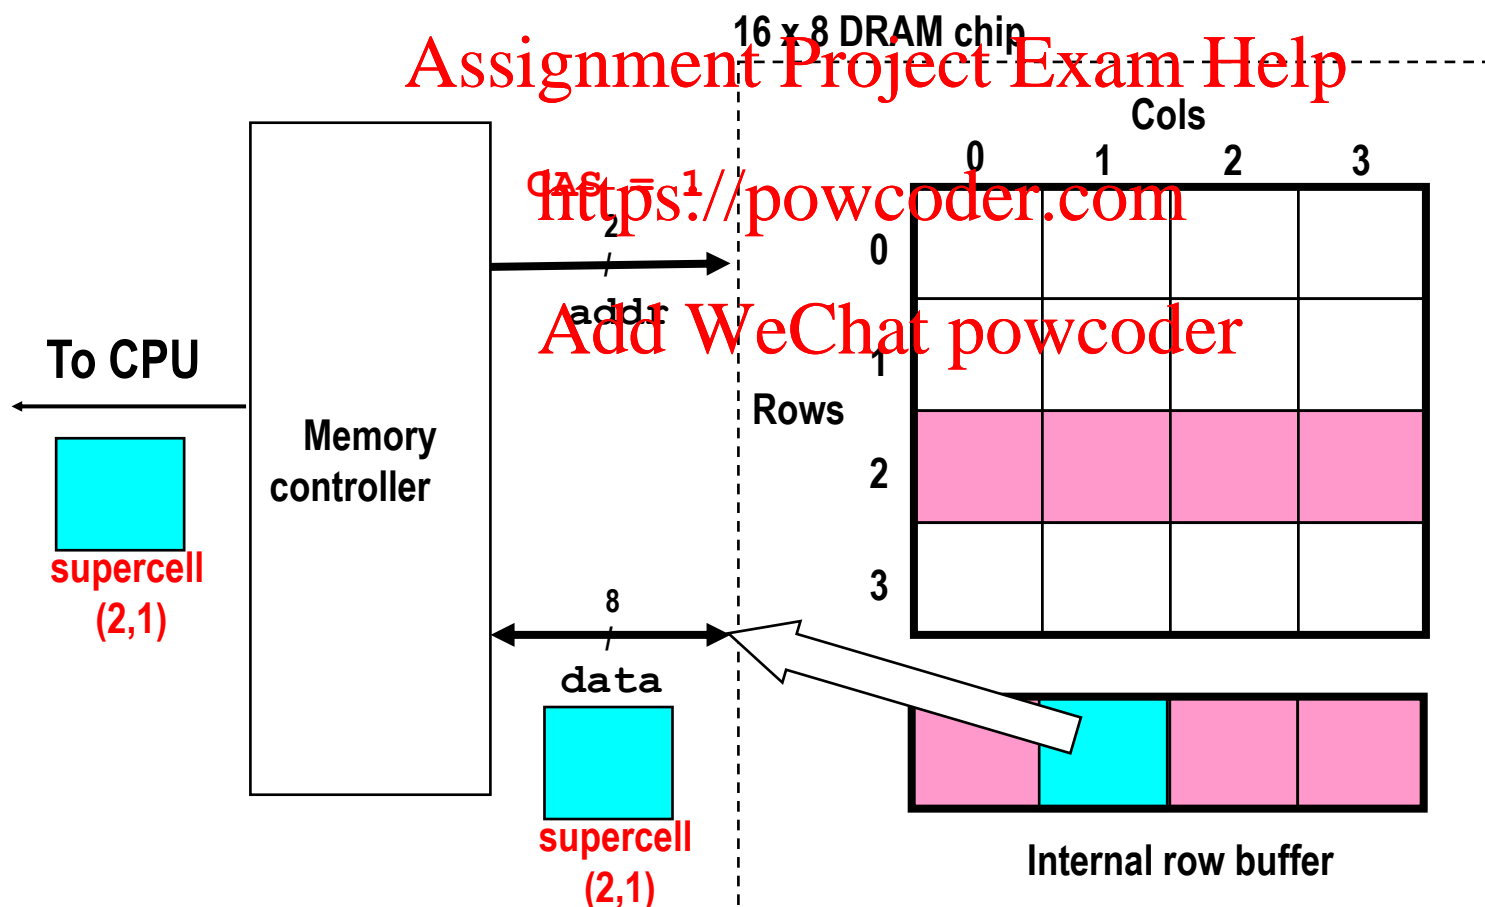 16 x 8 DRAM chip
Assignment Project Exam Help
Cols
0 1 2 3
CAS = 1
https://powcoder.com
2
0
addr
Add WeChat powcoder
To CPU
1
Rows
Memory
controller
2
supercell
(2,1)
3
8
data
supercell
(2,1)
Internal row buffer